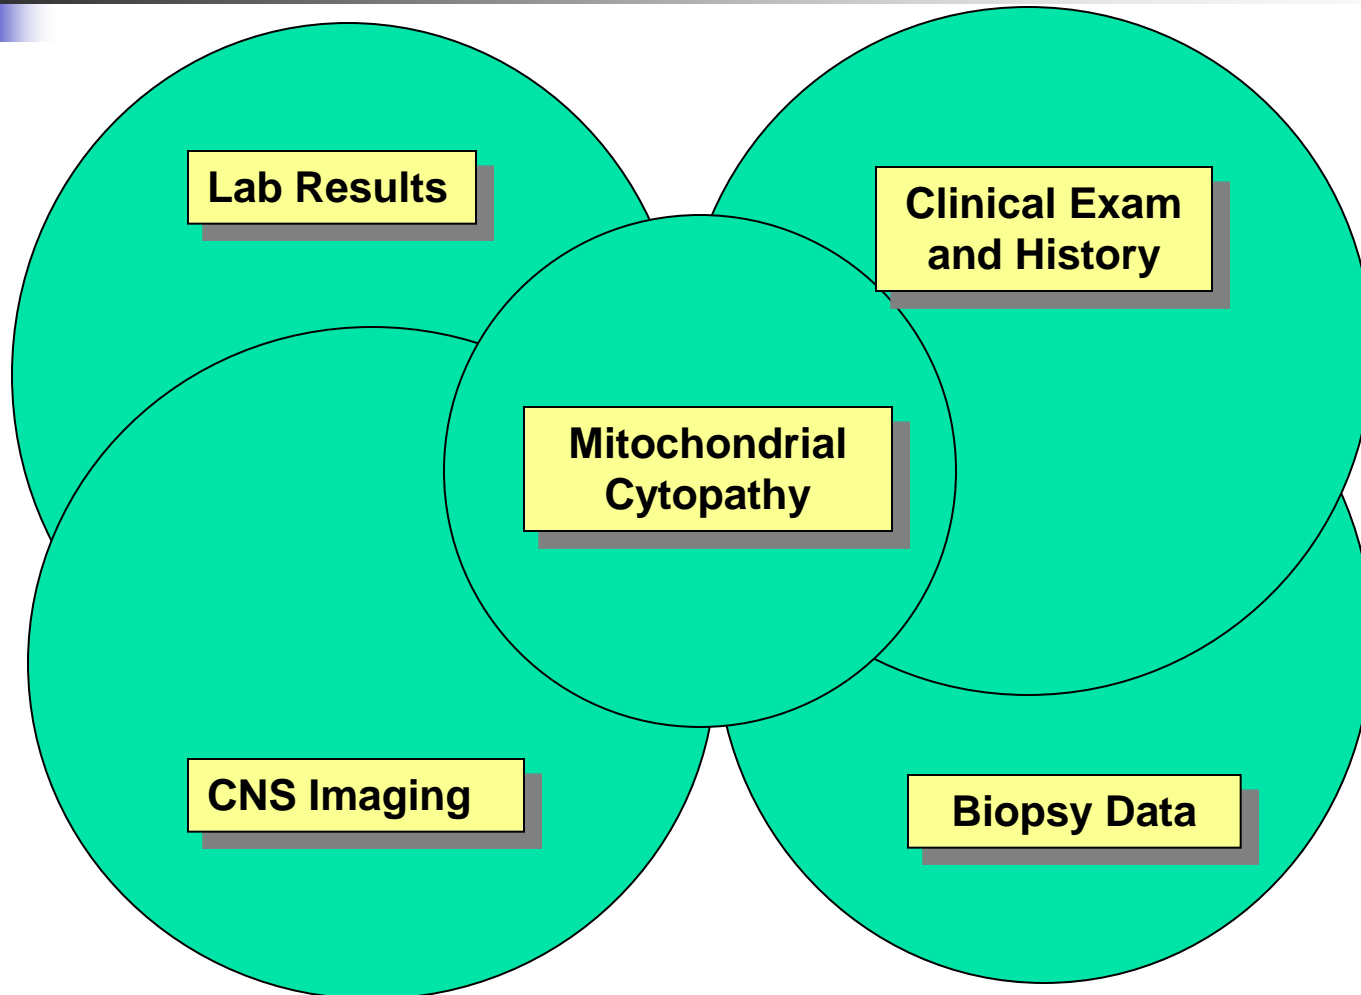 Lab Results
Clinical Exam
and History
Mitochondrial
Cytopathy
CNS Imaging
Biopsy Data